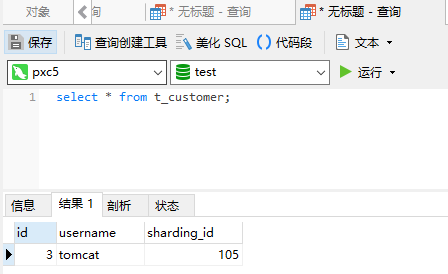 对象 询 * 无标题 - 查询 * 无标题 - 查询
保存 查询创建工具 美化 SQL () 代码段 文本
pxc5 test 运行
1 select * from t_customer;
信息 结果 1 剖析 状态
id username sharding_id
3 tomcat 105